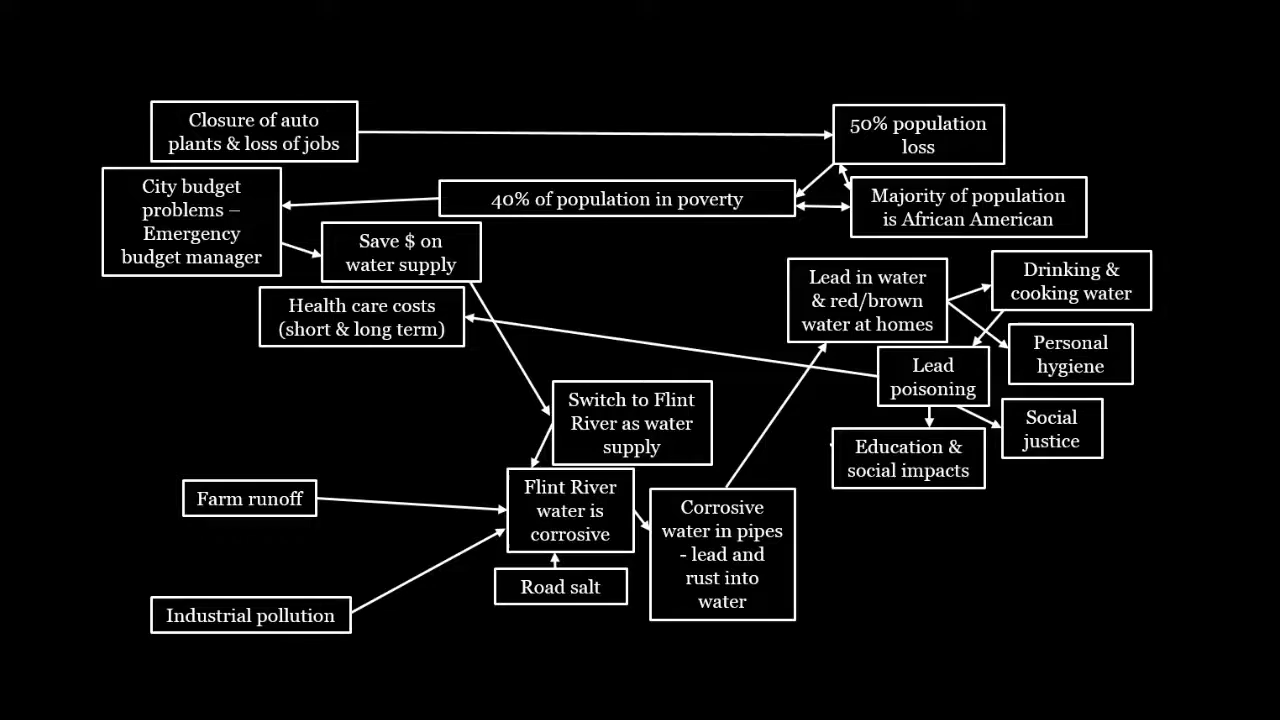 Closure of auto
plants & loss of jobs
50% population
loss
City budget
problems –
Emergency
budget manager
40% of population in poverty
Majority of population
is African American
Save $ on
water supply
Health care costs
(short & long term)
Lead in water
& red/brown
water at homes
Drinking &
cooking water
Personal
hygiene
Lead
poisoning
Social
justice
Education &
social impacts
Switch to Flint
River as water
supply
Farm runoff
Flint River
water is
corrosive
Corrosive
water in pipes
- lead and
rust into
water
Road salt
Industrial pollution